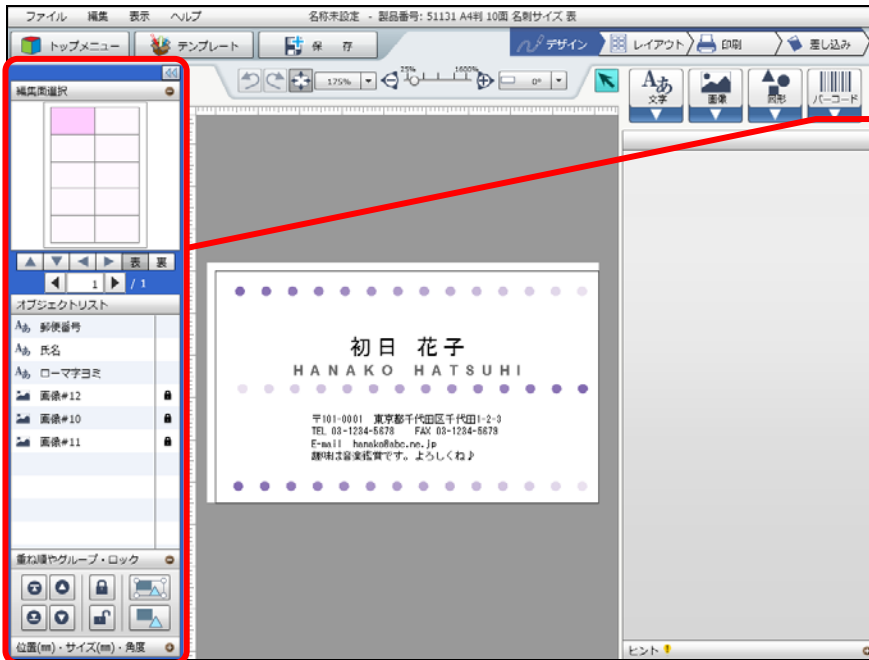 ファイル 編集 表示 ヘルプ 名称未設定 - 製品番号: 51131 A4判 10面 名刺サイズ 表
トップメニュー テンプレート 保 存 デザイン レイアウト 印刷 差し込み
編集面選択
175% 25% 1600% 0°
Aあ 文字 画像 図形 バーコード
表 裏
1 / 1
オブジェクトリスト
Aあ 郵便番号
Aあ 氏名
Aあ ローマ字ヨミ
画像#12
画像#10
画像#11
重ね順やグループ・ロック
位置(mm)・サイズ(mm)・角度
初日 花子
HANAKO HATSUHI
〒101-0001 東京都千代田区千代田1-2-3
TEL 03-1234-5678 FAX 03-1234-5679
E-mail hanako@abc.ne.jp
趣味は音楽鑑賞です。よろしくね♪
ヒント